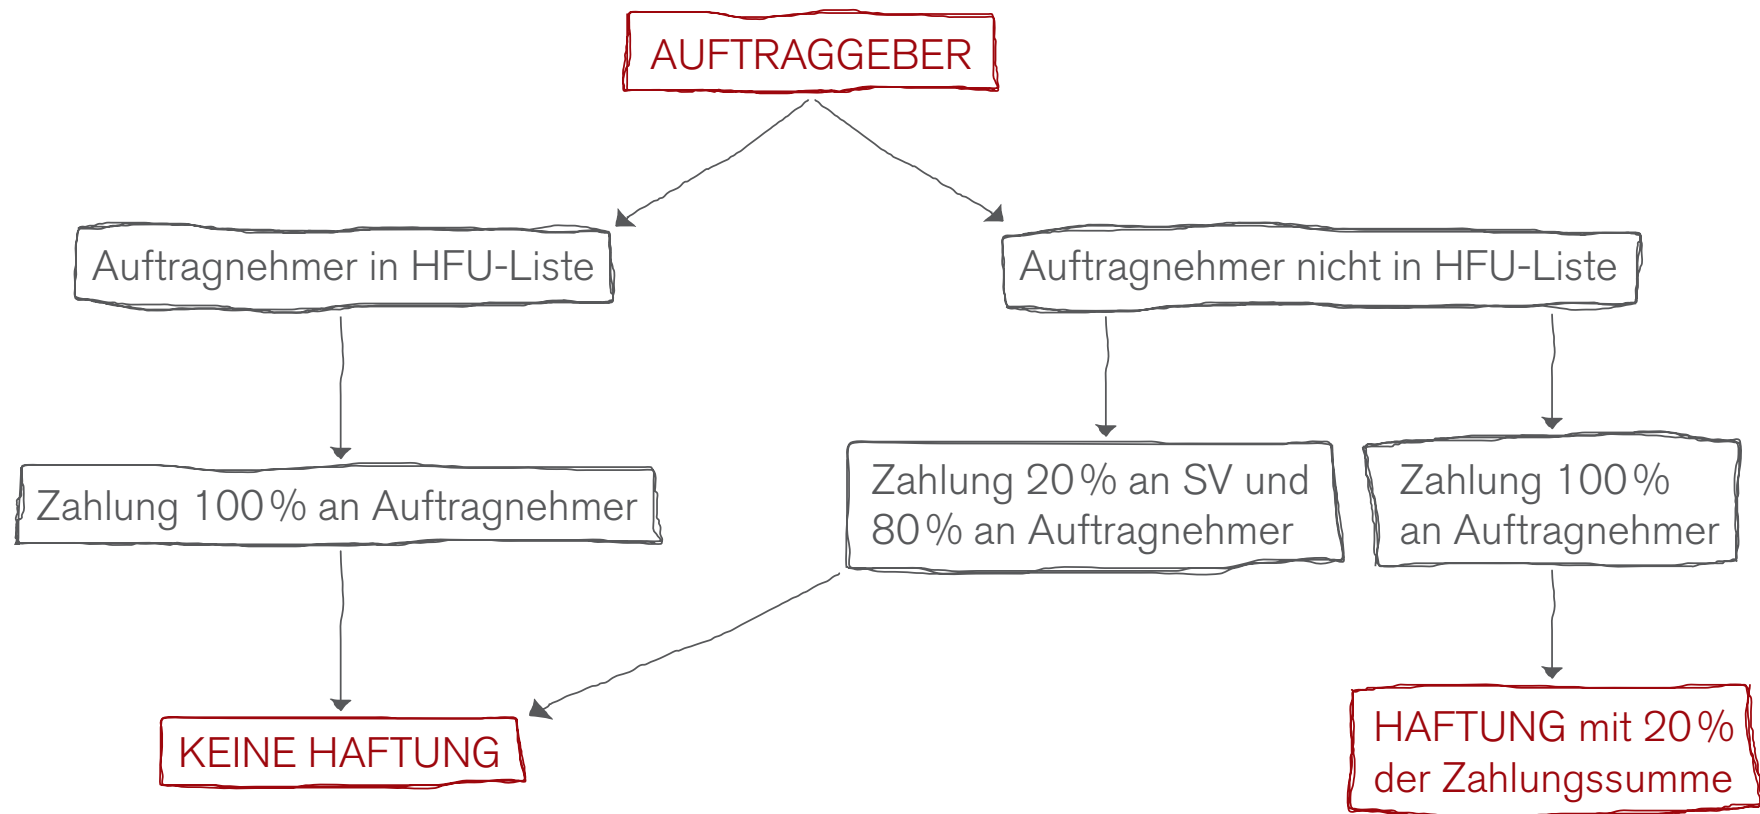 AUFTRAGGEBER
Auftragnehmer in HFU-Liste
Auftragnehmer nicht in HFU-Liste
Zahlung 100 % an Auftragnehmer
Zahlung 20 % an SV und
80 % an Auftragnehmer
Zahlung 100 %
an Auftragnehmer
KEINE HAFTUNG
HAFTUNG mit 20 %
der Zahlungssumme